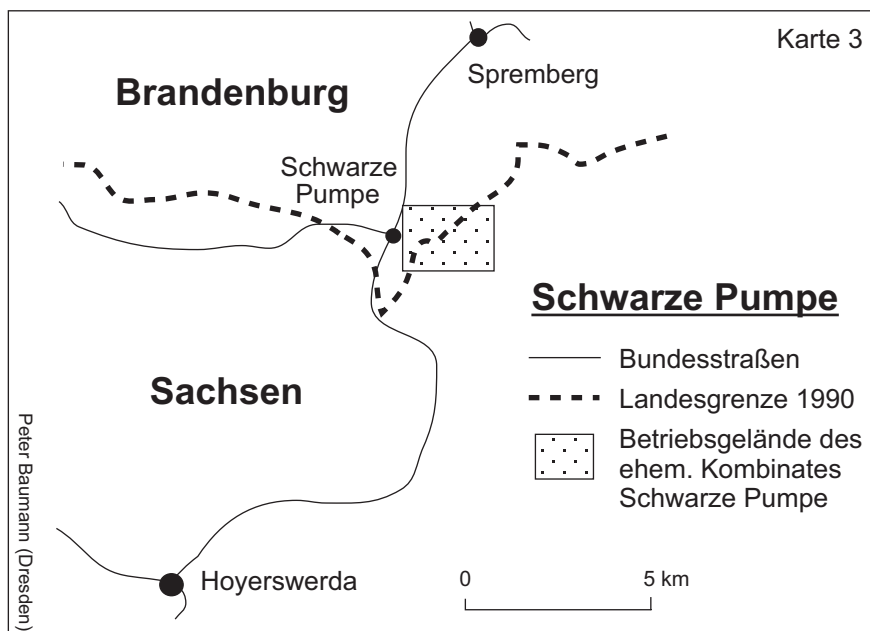 Karte 3
Spremberg
Brandenburg
Schwarze
Pumpe
Schwarze Pumpe
Bundesstraßen
Sachsen
Landesgrenze 1990
Betriebsgelände des
ehem. Kombinates
Schwarze Pumpe
Hoyerswerda
0 5 km
Peter Baumann (Dresden)